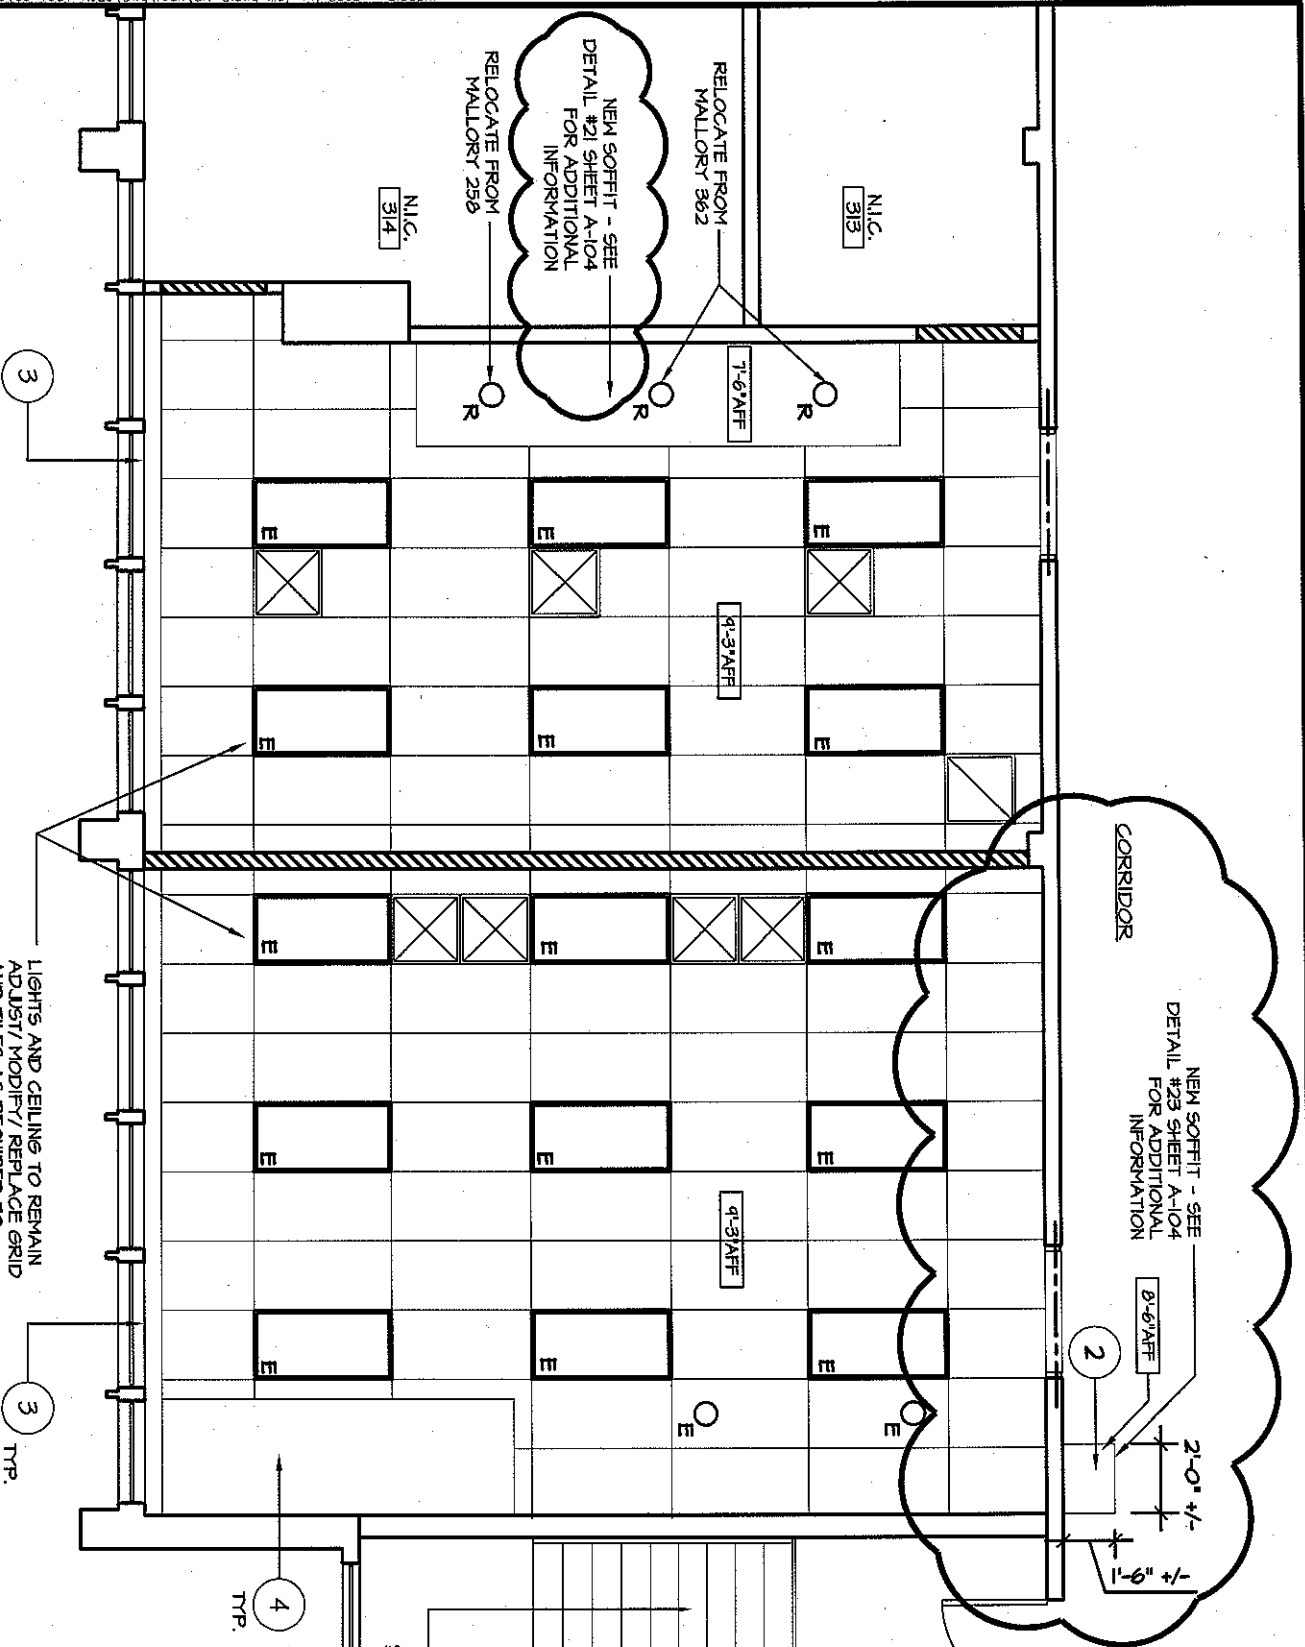 CORRIDOR
NEW SOFFIT - SEE
DETAIL #23 SHEET A-104
FOR ADDITIONAL
INFORMATION
8'-6"AFF
2
2'-0" +/-
1'-9" +/-
N.I.C.
313
RELOCATE FROM
MALLORY 362
NEW SOFFIT - SEE
DETAIL #21 SHEET A-104
FOR ADDITIONAL
INFORMATION
RELOCATE FROM
MALLORY 258
N.I.C.
314
7'-6"AFF
R
R
R
E
E
E
9'-3"AFF
E
E
E
E
E
E
E
E
E
9'-3"AFF
E
E
E
E
E
3
LIGHTS AND CEILING TO REMAIN
ADJUST/ MODIFY/ REPLACE GRID
3
TYP.
4
TYP.